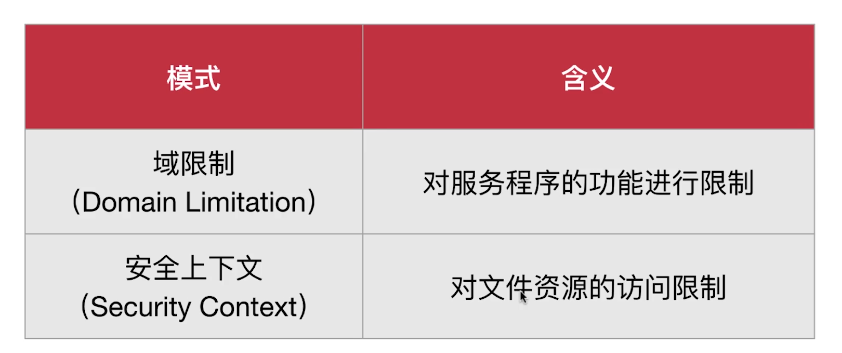 模式
含义
域限制
（Domain Limitation）
对服务程序的功能进行限制
安全上下文
（Security Context）
对文件资源的访问限制